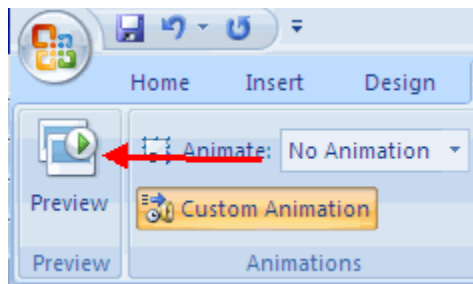 Home Insert Design
Animate: No Animation
Preview Custom Animation
Preview Animations